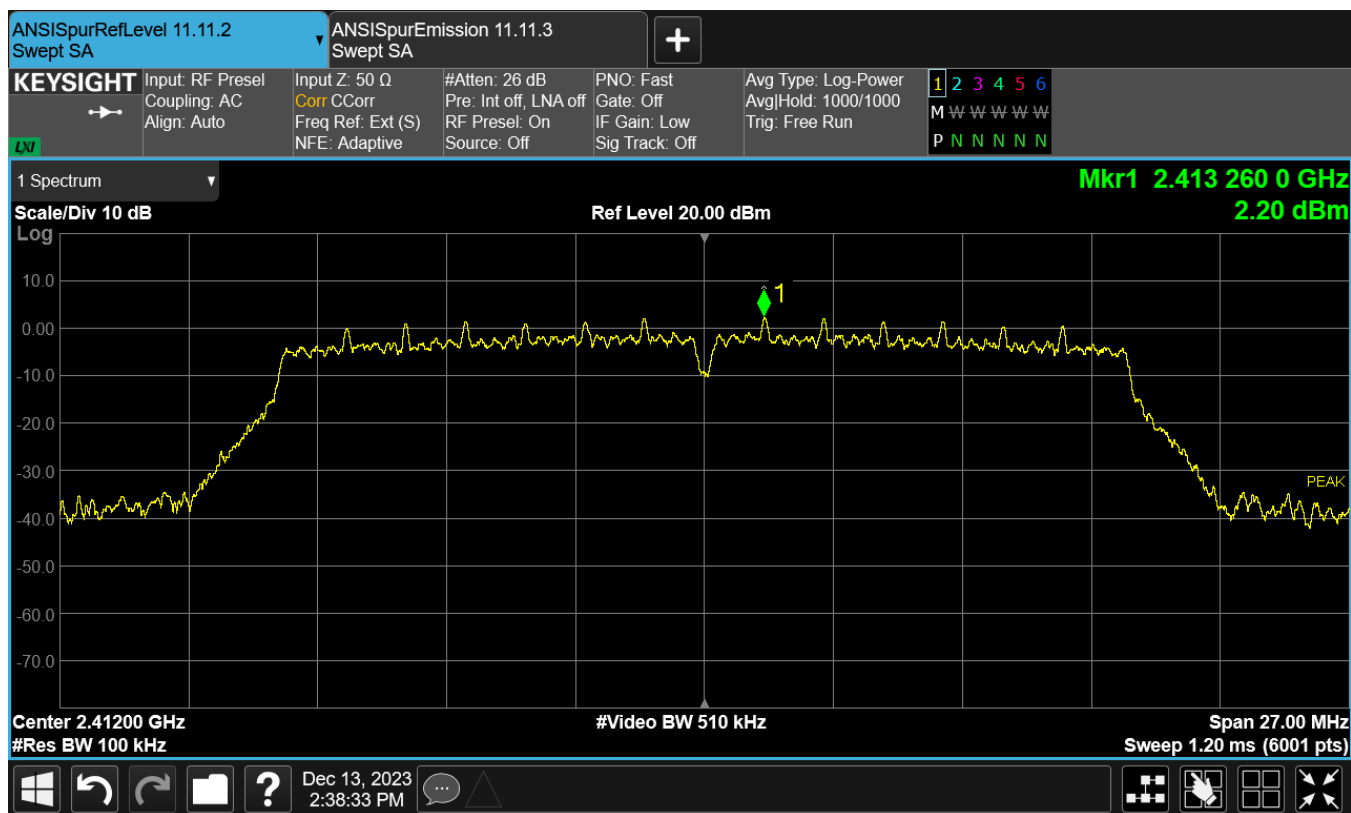 ANSISpurRefLevel 11.11.2
Swept SA
ANSISpurEmission 11.11.3
Swept SA
KEYSIGHT
LXI
Input: RF Presel
Coupling: AC
Align: Auto
Input Z: 50 Ω
Corr CCorr
Freq Ref: Ext (S)
NFE: Adaptive
#Atten: 26 dB
Pre: Int off, LNA off
RF Presel: On
Source: Off
PNO: Fast
Gate: Off
IF Gain: Low
Sig Track: Off
Avg Type: Log-Power
Avg|Hold: 1000/1000
Trig: Free Run
1 2 3 4 5 6
M W W W W W W
P N N N N N N
1 Spectrum
Mkr1 2.413 260 0 GHz
2.20 dBm
Scale/Div 10 dB
Ref Level 20.00 dBm
Log
10.0
0.00
-10.0
-20.0
-30.0
-40.0
-50.0
-60.0
-70.0
1
PEAK
Center 2.41200 GHz
#Video BW 510 kHz
Span 27.00 MHz
#Res BW 100 kHz
Sweep 1.20 ms (6001 pts)
?
Dec 13, 2023
2:38:33 PM